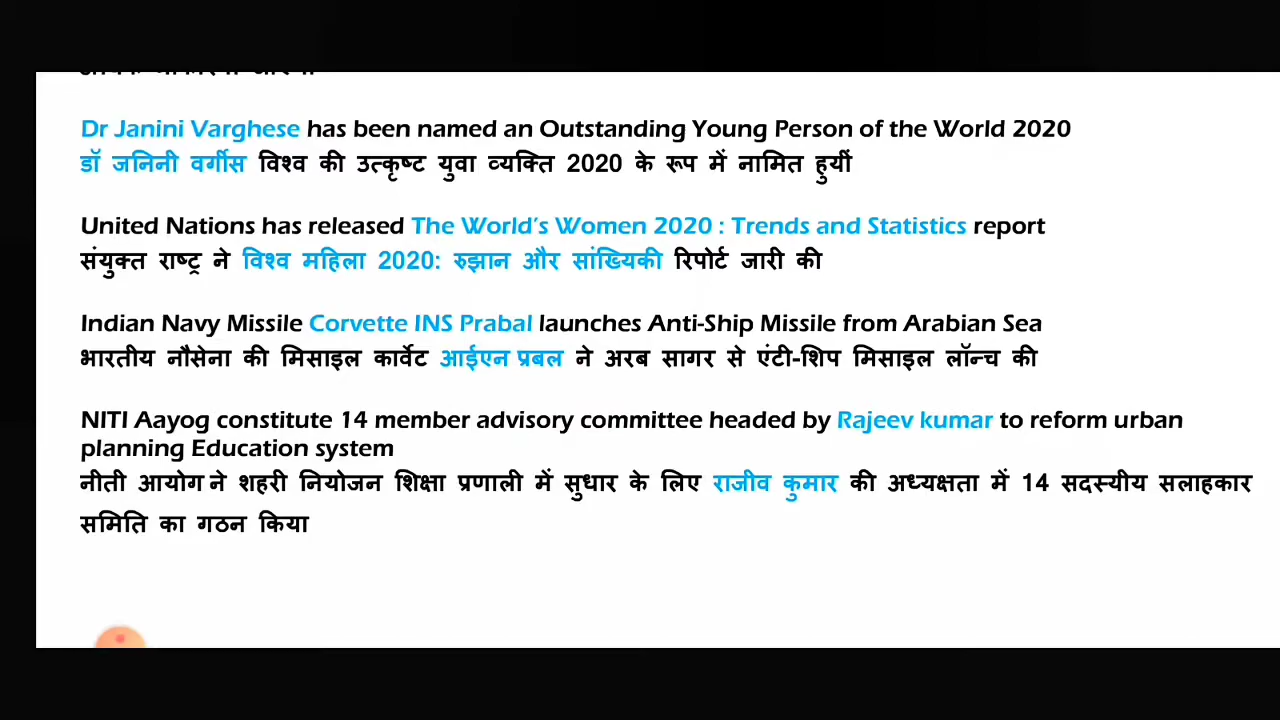 Dr Janini Varghese has been named an Outstanding Young Person of the World 2020
डॉ जनिनी वर्गीस विश्व की उत्कृष्ट युवा व्यक्ति 2020 के रूप में नामित हुयीं
United Nations has released The World's Women 2020 : Trends and Statistics report
संयुक्त राष्ट्र ने विश्व महिला 2020: रुझान और सांख्यिकी रिपोर्ट जारी की
Indian Navy Missile Corvette INS Prabal launches Anti-Ship Missile from Arabian Sea
भारतीय नौसेना की मिसाइल कार्वेट आईएन प्रबल ने अरब सागर से एंटी-शिप मिसाइल लॉन्च की
NITI Aayog constitute 14 member advisory committee headed by Rajeev kumar to reform urban
planning Education system
नीती आयोग ने शहरी नियोजन शिक्षा प्रणाली में सुधार के लिए राजीव कुमार की अध्यक्षता में 14 सदस्यीय सलाहकार
समिति का गठन किया